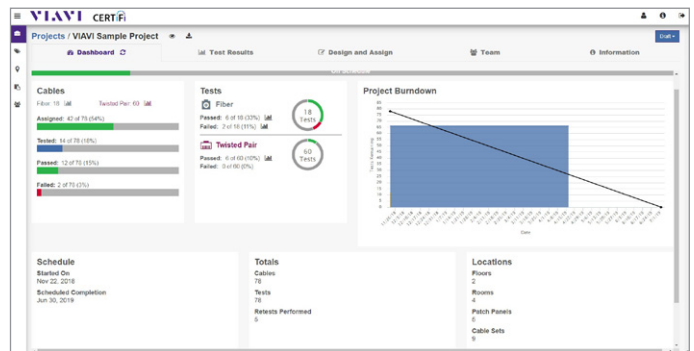 VIAVI CERTiFi
Projects / VIAVI Sample Project
Draft
Dashboard
Test Results
Design and Assign
Team
Information
On Schedule
Cables
Fiber: 18
Twisted Pair: 60
Assigned: 42 of 78 (54%)
Tested: 14 of 78 (18%)
Passed: 12 of 78 (15%)
Failed: 2 of 78 (3%)
Tests
Fiber
Passed: 6 of 18 (33%)
Failed: 2 of 18 (11%)
18
Tests
Twisted Pair
Passed: 6 of 60 (10%)
Failed: 0 of 60 (0%)
60
Tests
Project Burndown
Tests Remaining
Date
Schedule
Started On
Nov 22, 2018
Scheduled Completion
Jun 30, 2019
Totals
Cables
78
Tests
78
Retests Performed
5
Locations
Floors
2
Rooms
4
Patch Panels
Cable Sets
9